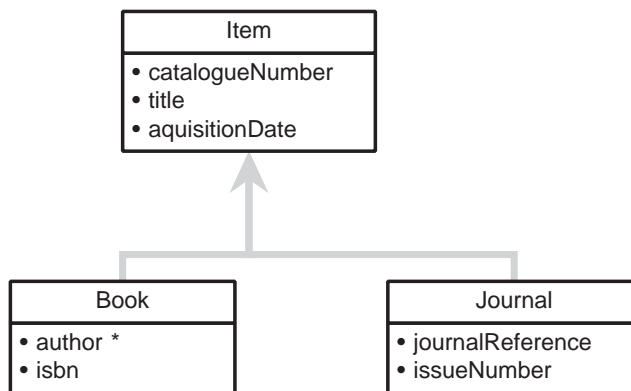 Item
• catalogueNumber
• title
• aquisitionDate
Book
• author *
• isbn
Journal
• journalReference
• issueNumber